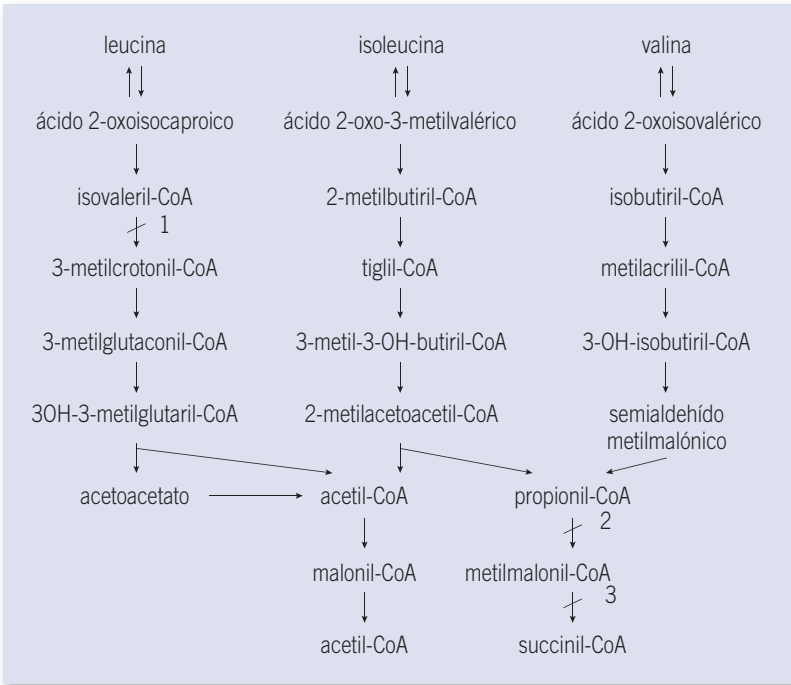 leucina
isoleucina
valina
ácido 2-oxoisocaproico
ácido 2-oxo-3-metilvalérico
ácido 2-oxoisovalérico
isovaleril-CoA
2-metilbutiril-CoA
isobutiril-CoA
1
3-metilcrotonil-CoA
tiglil-CoA
metilacrilil-CoA
3-metilglutaconil-CoA
3-metil-3-OH-butiril-CoA
3-OH-isobutiril-CoA
3OH-3-metilglutaril-CoA
2-metilacetoacetil-CoA
semialdehído
metilmalónico
acetoacetato
acetil-CoA
propionil-CoA
2
malonil-CoA
metilmalonil-CoA
3
acetil-CoA
succinil-CoA